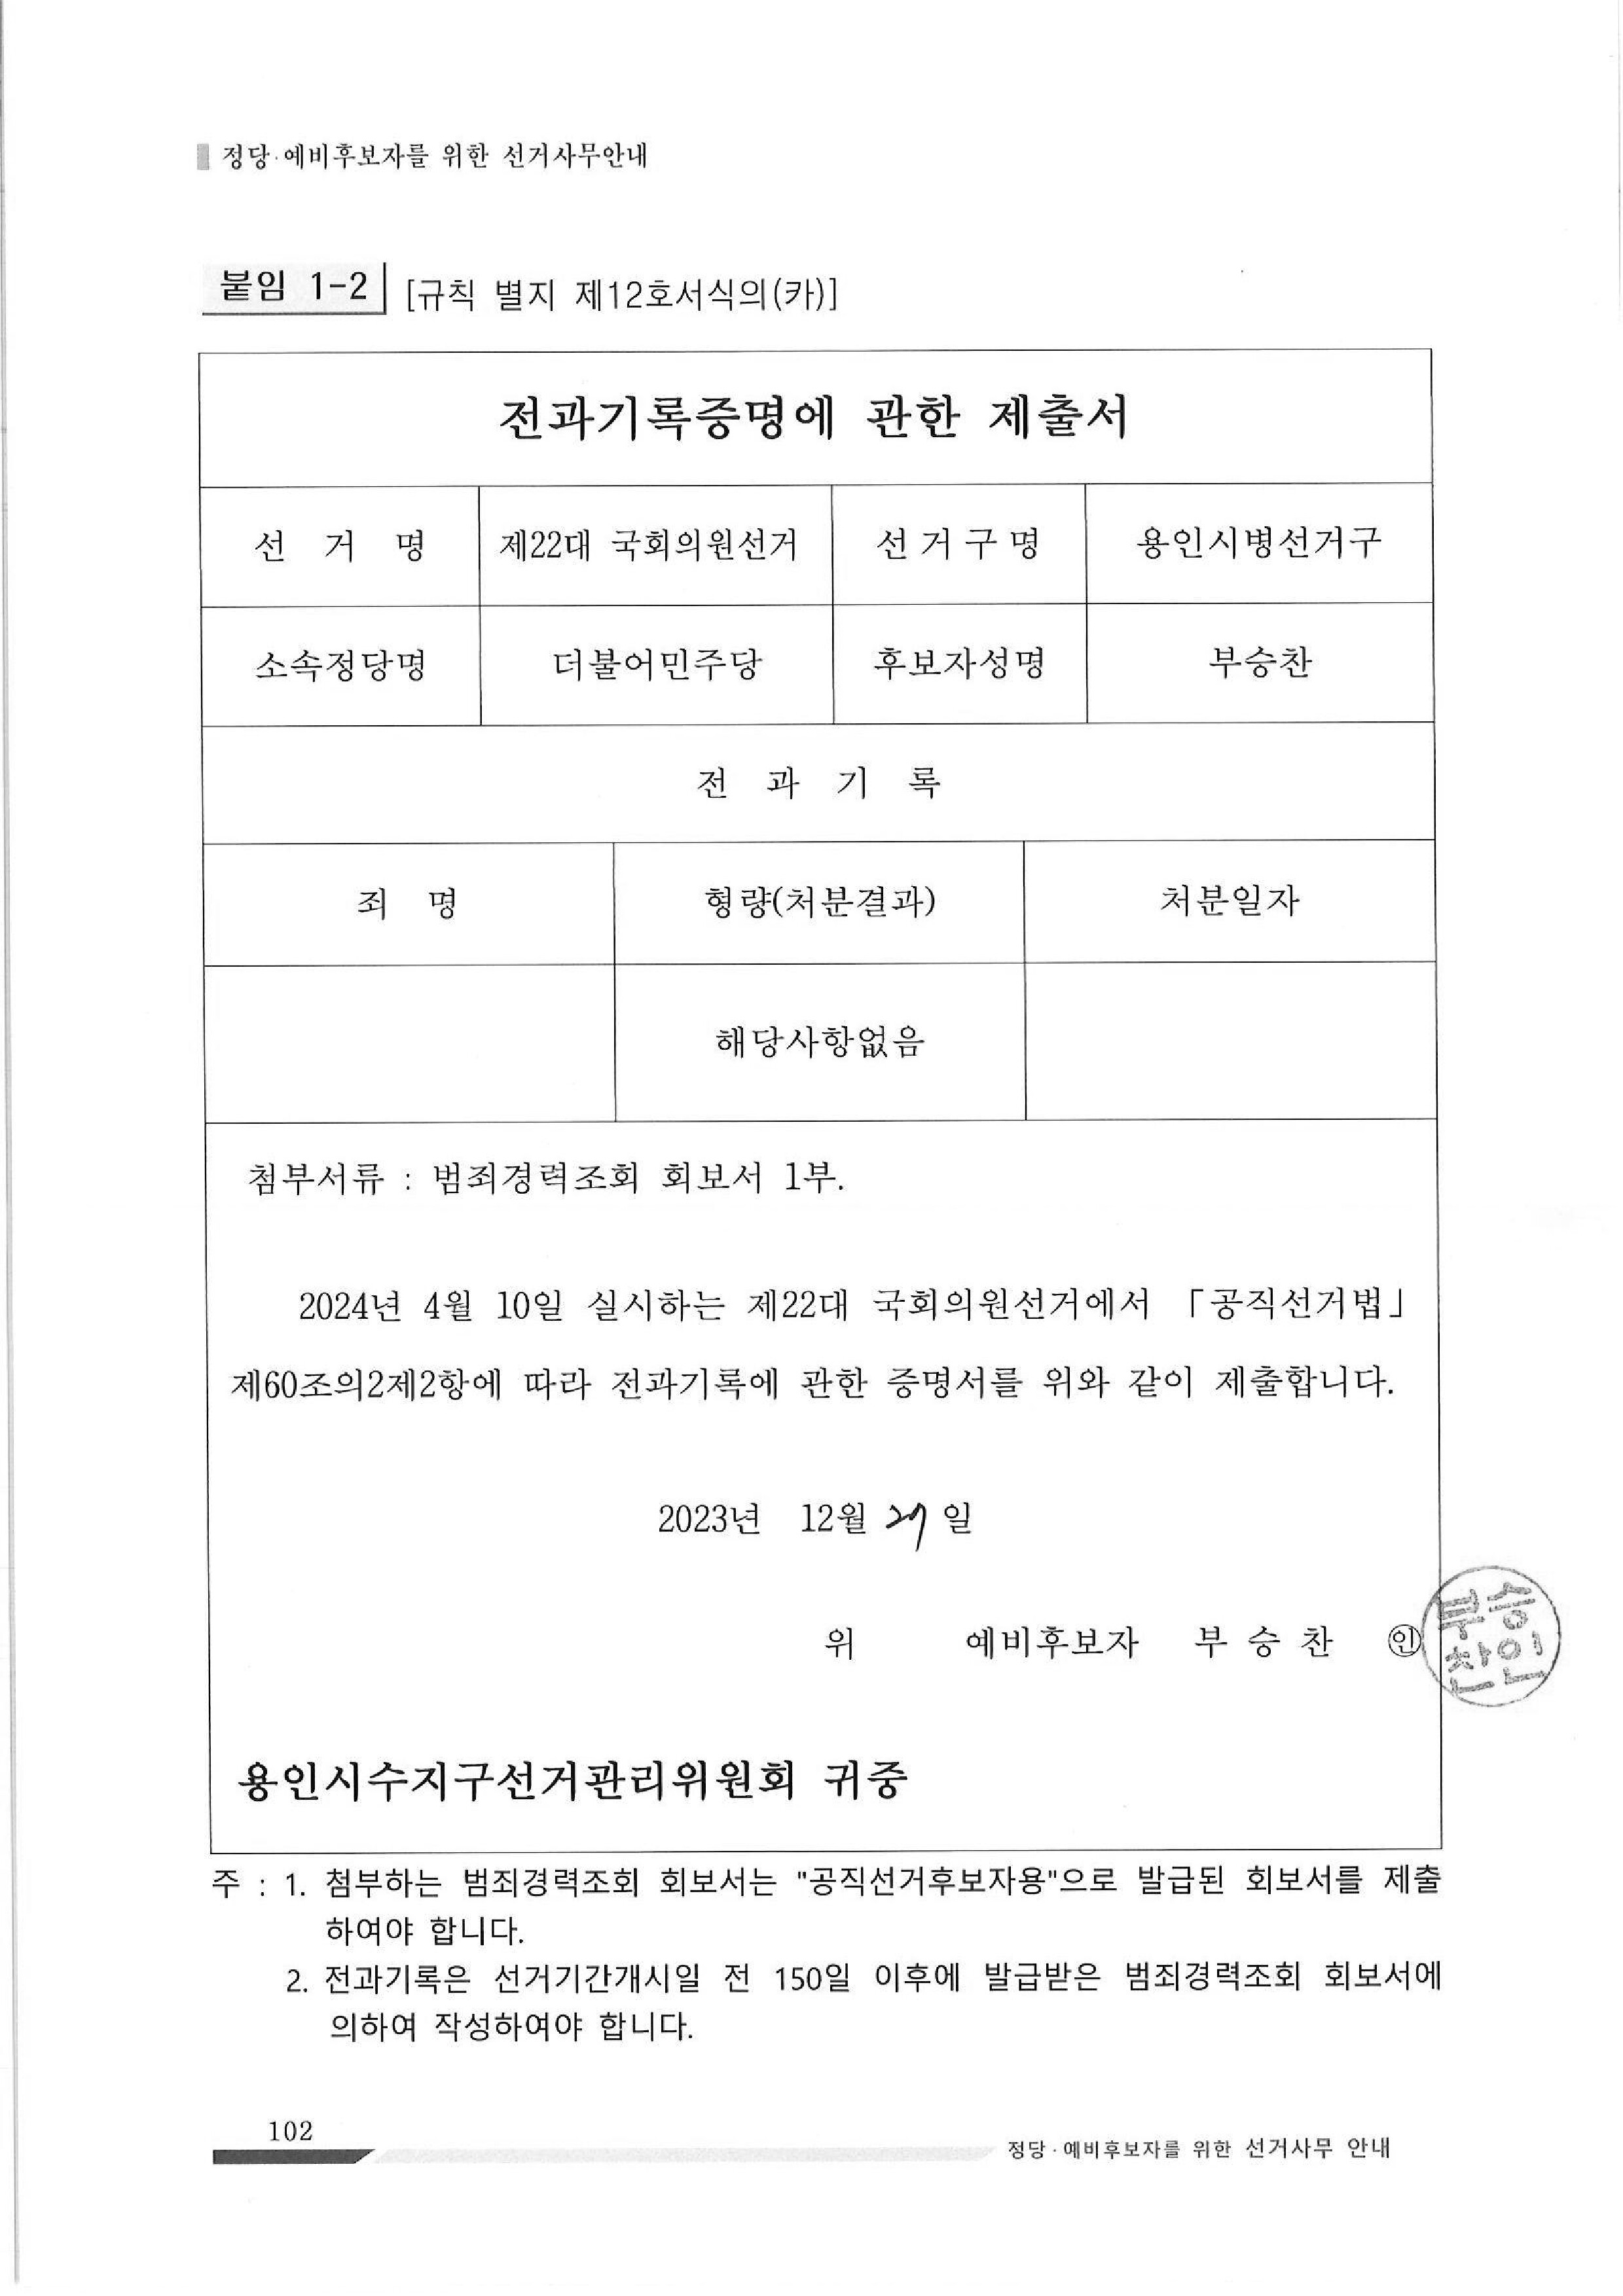 정당·예비후보자를 위한 선거사무안내
붙임 1-2 [규칙 별지 제12호서식의(카)]
전과기록증명에 관한 제출서
선 거 명 제22대 국회의원선거 선거구명 용인시병선거구
소속정당명 더불어민주당 후보자성명 부승찬
전 과 기 록
죄 명 형량(처분결과) 처분일자
해당사항없음
첨부서류 : 범죄경력조회 회보서 1부.
2024년 4월 10일 실시하는 제22대 국회의원선거에서 「공직선거법」
제60조의2제2항에 따라 전과기록에 관한 증명서를 위와 같이 제출합니다.
2023년 12월 27일
위 예비후보자 부 승 찬 ㊞
부승
찬인
용인시수지구선거관리위원회 귀중
주 : 1. 첨부하는 범죄경력조회 회보서는 "공직선거후보자용"으로 발급된 회보서를 제출
하여야 합니다.
2. 전과기록은 선거기간개시일 전 150일 이후에 발급받은 범죄경력조회 회보서에
의하여 작성하여야 합니다.
102
정당·예비후보자를 위한 선거사무 안내